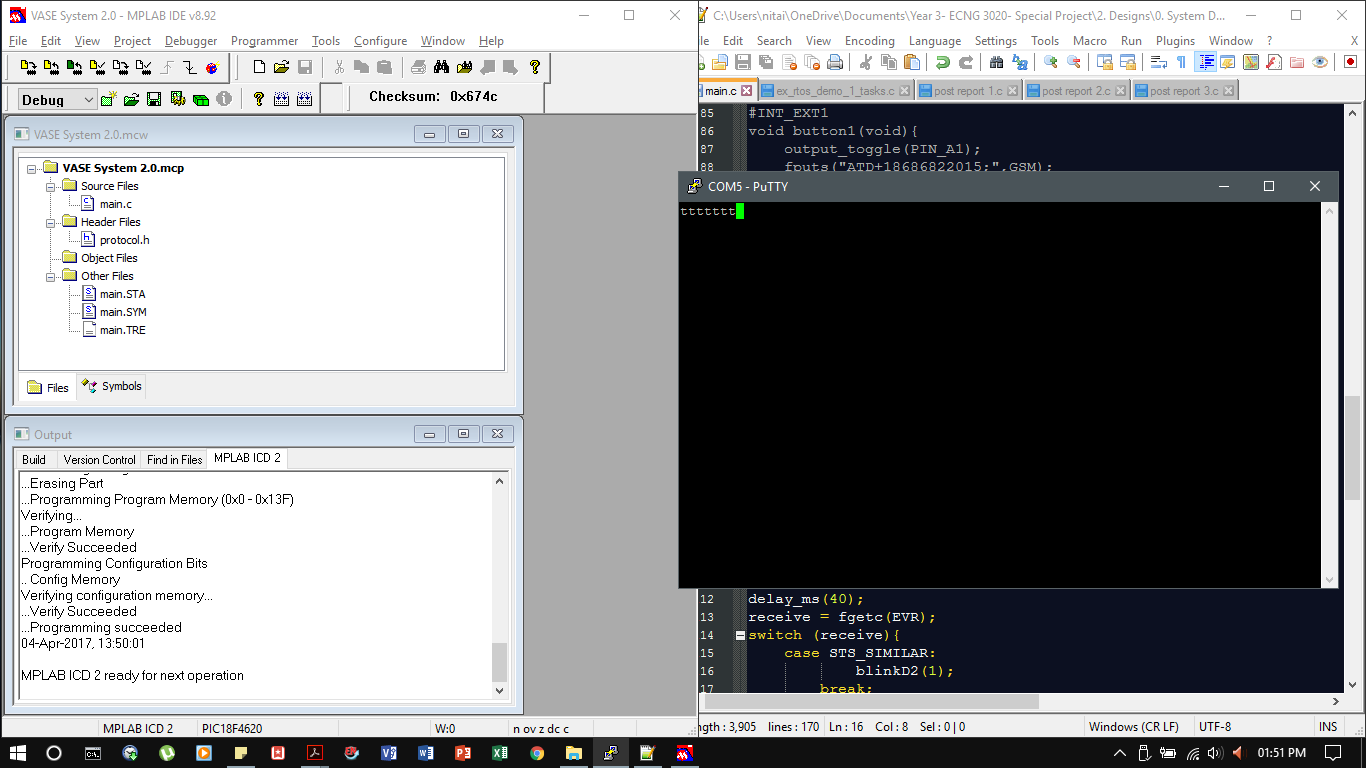 VASE System 2.0 - MPLAB IDE v8.92
File Edit View Project Debugger Programmer Tools Configure Window Help
Debug
Checksum: 0x674c
VASE System 2.0.mcw
VASE System 2.0.mcp
Source Files
main.c
Header Files
protocol.h
Object Files
Other Files
main.STA
main.SYM
main.TRE
Files Symbols
Output
Build Version Control Find in Files MPLAB ICD 2
...Erasing Part
...Programming Program Memory (0x0 - 0x13F)
Verifying...
...Program Memory
...Verify Succeeded
Programming Configuration Bits
.. Config Memory
Verifying configuration memory...
...Verify Succeeded
...Programming succeeded
04-Apr-2017, 13:50:01
MPLAB ICD 2 ready for next operation
MPLAB ICD 2 PIC18F4620 W:0 n ov z dc c
C:\Users\nitai\OneDrive\Documents\Year 3- ECNG 3020- Special Project\2. Designs\0. System D...
le Edit Search View Encoding Language Settings Tools Macro Run Plugins Window ? X
main.c ex_rtos_demo_1_tasks.c post report 1.c post report 2.c post report 3.c
85 #INT_EXT1
86 void button1(void){
87 output_toggle(PIN_A1);
88 fputs("ATD+18686822015;",GSM);
COM5 - PuTTY
ttttttt
12 delay_ms(40);
13 receive = fgetc(EVR);
14 switch (receive){
15 case STS_SIMILAR:
16 blinkD2(1);
17 break;
ngth : 3,905 lines : 170 Ln : 16 Col : 8 Sel : 0 | 0 Windows (CR LF) UTF-8 INS
01:51 PM